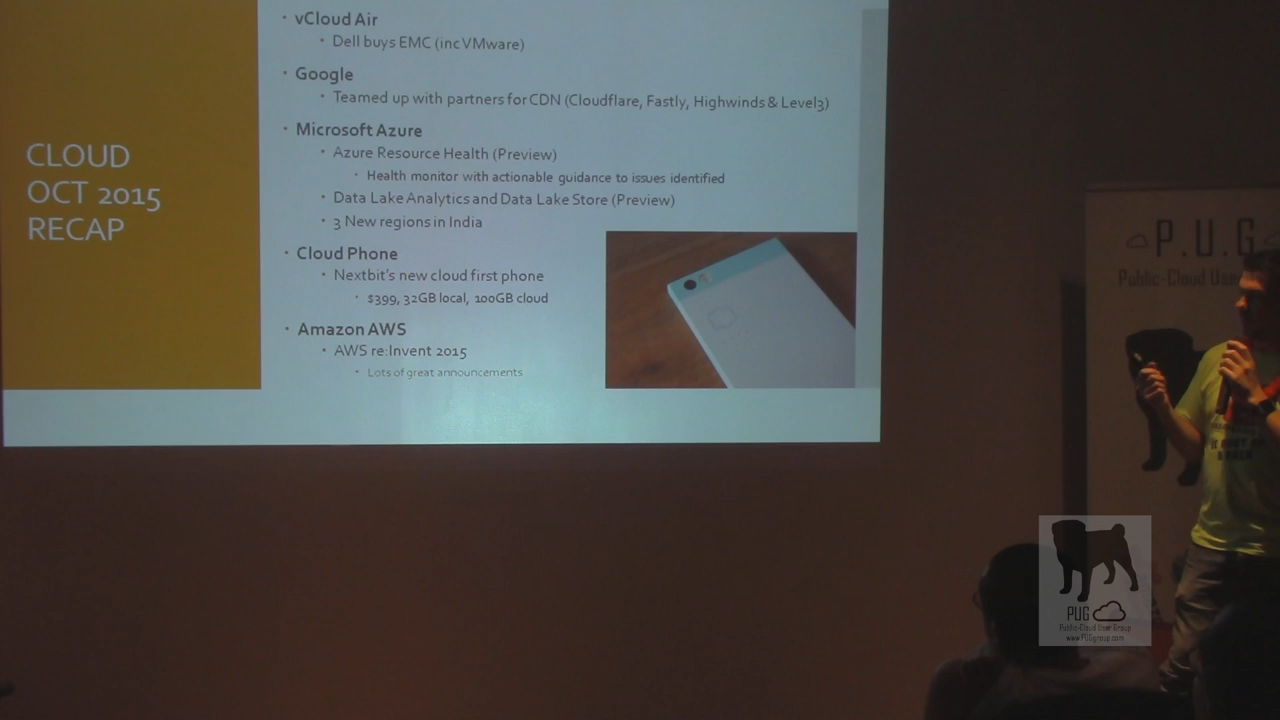 CLOUD
OCT 2015
RECAP
vCloud Air
Dell buys EMC (inc VMware)
Google
Teamed up with partners for CDN (Cloudflare, Fastly, Highwinds & Level3)
Microsoft Azure
Azure Resource Health (Preview)
Health monitor with actionable guidance to issues identified
Data Lake Analytics and Data Lake Store (Preview)
3 New regions in India
Cloud Phone
Nextbit's new cloud first phone
$399, 32GB local, 100GB cloud
Amazon AWS
AWS re:Invent 2015
Lots of great announcements
P.U.G
Public-Cloud
PUG
Public-Cloud User Group
www.PUGgroup.com